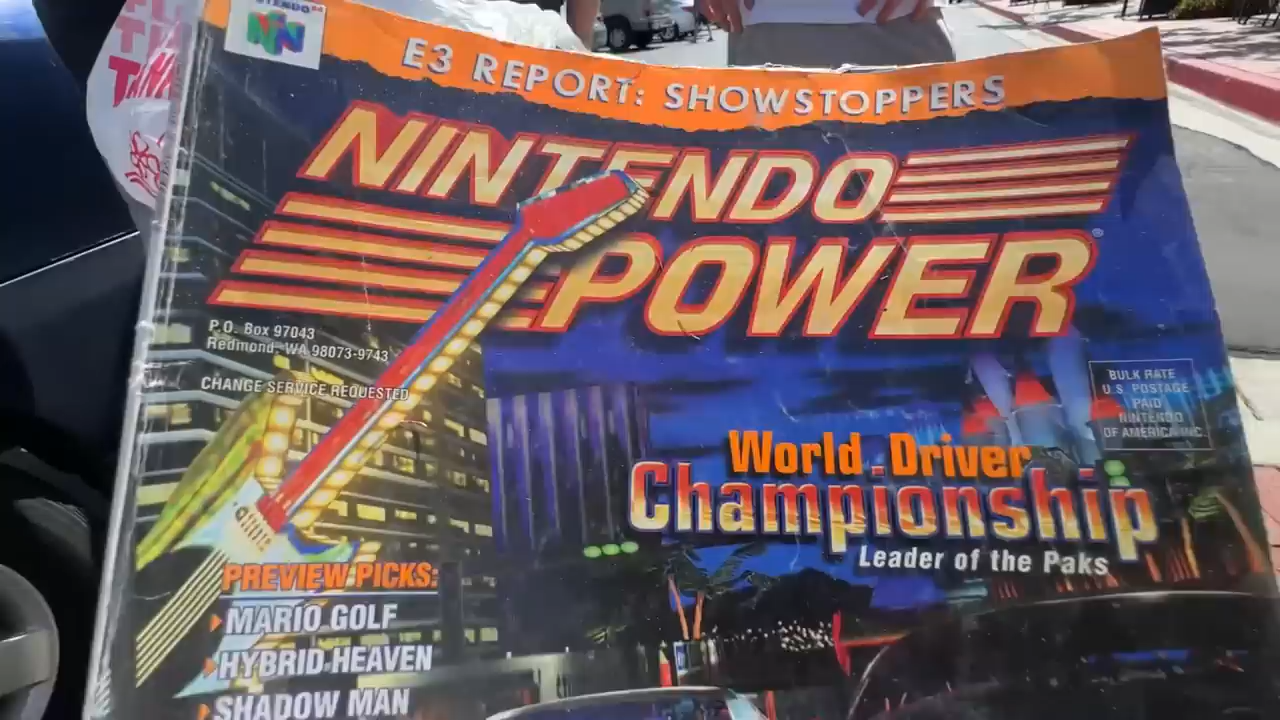 NINTENDO 64
E3 REPORT: SHOWSTOPPERS
NINTENDO
POWER®
P.O. Box 97043
Redmond, WA 98073-9743
CHANGE SERVICE REQUESTED
BULK RATE
U.S. POSTAGE
PAID
NINTENDO
OF AMERICA INC.
World Driver
Championship
Leader of the Paks
PREVIEW PICKS:
MARIO GOLF
HYBRID HEAVEN
SHADOW MAN